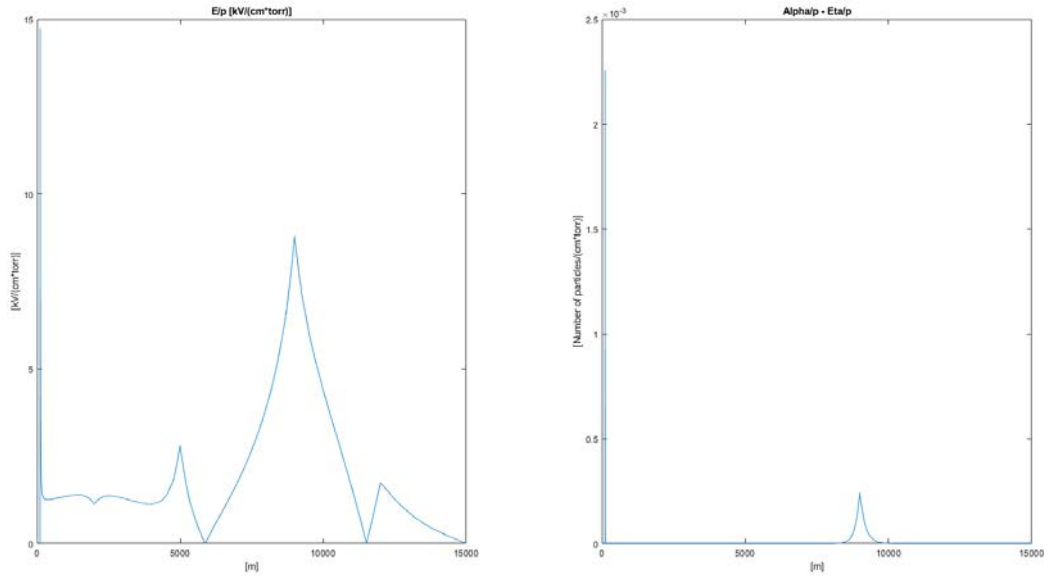 E/p [kV/(cm*torr)]
15
10
5
0
[kV/(cm*torr)]
0 5000 10000 15000
[m]
Alpha/p - Eta/p
×10⁻³
2.5
2
1.5
1
0.5
0
[Number of particles/(cm*torr)]
0 5000 10000 15000
[m]